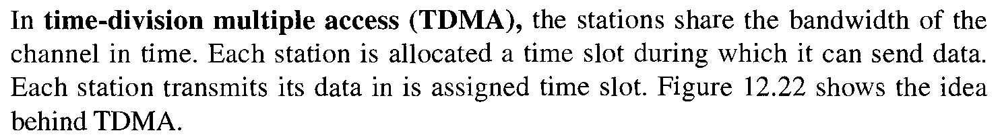 In time-division multiple access (TDMA), the stations share the bandwidth of the
channel in time. Each station is allocated a time slot during which it can send data.
Each station transmits its data in is assigned time slot. Figure 12.22 shows the idea
behind TDMA.